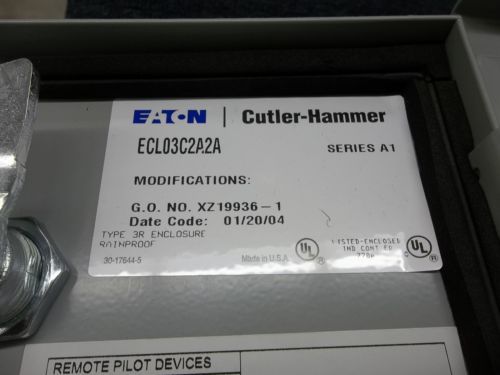 EATON | Cutler-Hammer
ECL03C2A2A SERIES A1
MODIFICATIONS:
G.O. NO. XZ19936-1
Date Code: 01/20/04
TYPE 3R ENCLOSURE
RAINPROOF
30-17644-5
Made in U.S.A.
UL
LISTED-ENCLOSED
IND CONT EQ
C UL
REMOTE PILOT DEVICES